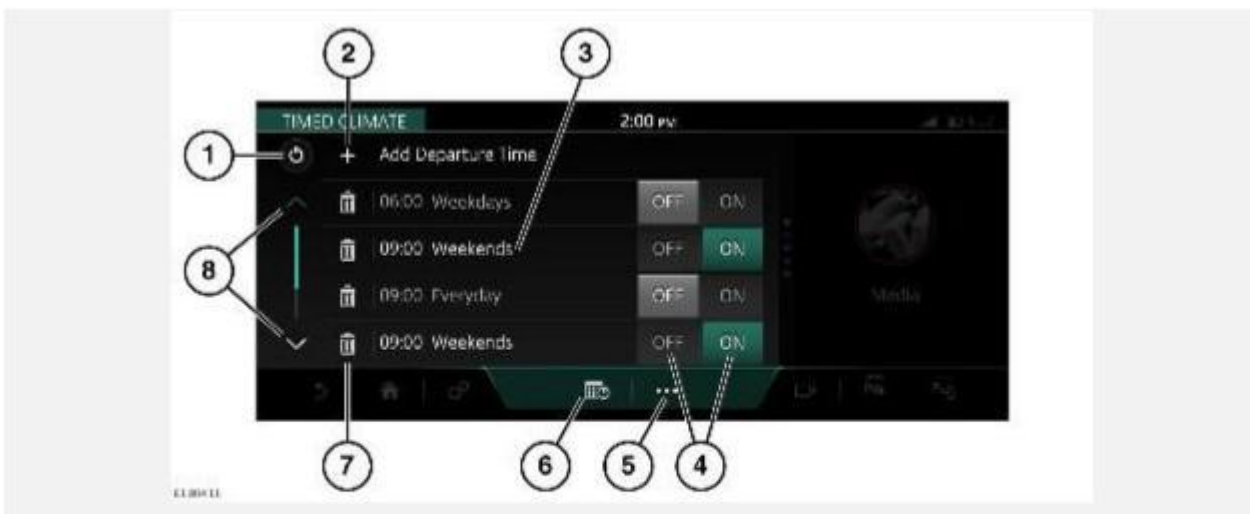 2
3
TIMED CLIMATE
2:00 PM
1
+ Add Departure Time
06:00 Weekdays OFF ON
09:00 Weekends OFF ON
8
09:00 Everyday OFF ON
Media
09:00 Weekends OFF ON
7
6
5
4